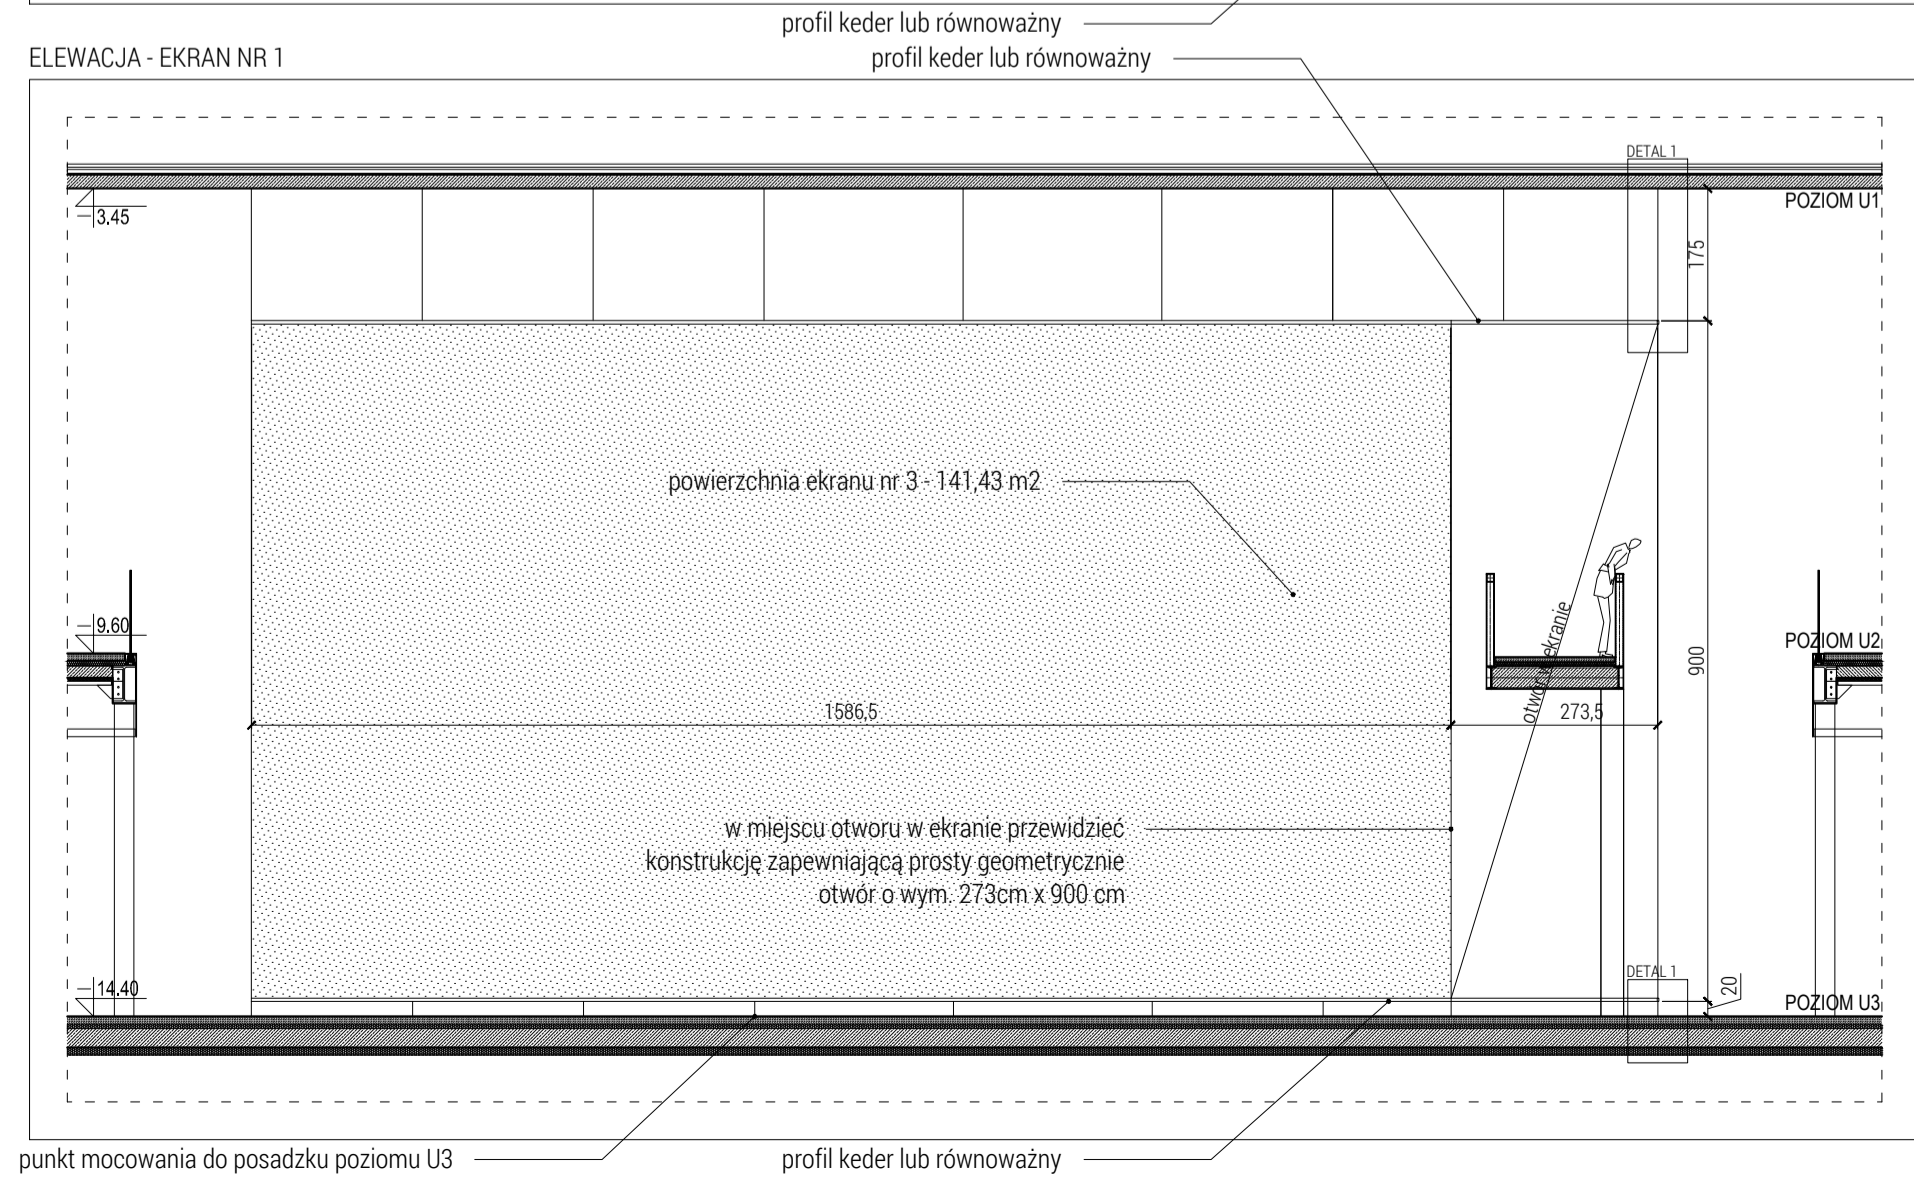 profil keder lub równoważny
ELEWACJA - EKRAN NR 1
profil keder lub równoważny
DETAL 1
POZIOM U1
3.45
175
powierzchnia ekranu nr 3 - 141,43 m2
9.60
POZIOM U2
otwór w ekranie
900
1586,5
273,5
w miejscu otworu w ekranie przewidzieć
konstrukcję zapewniającą prosty geometrycznie
otwór o wym. 273cm x 900 cm
DETAL 1
14.40
20
POZIOM U3
punkt mocowania do posadzku poziomu U3
profil keder lub równoważny